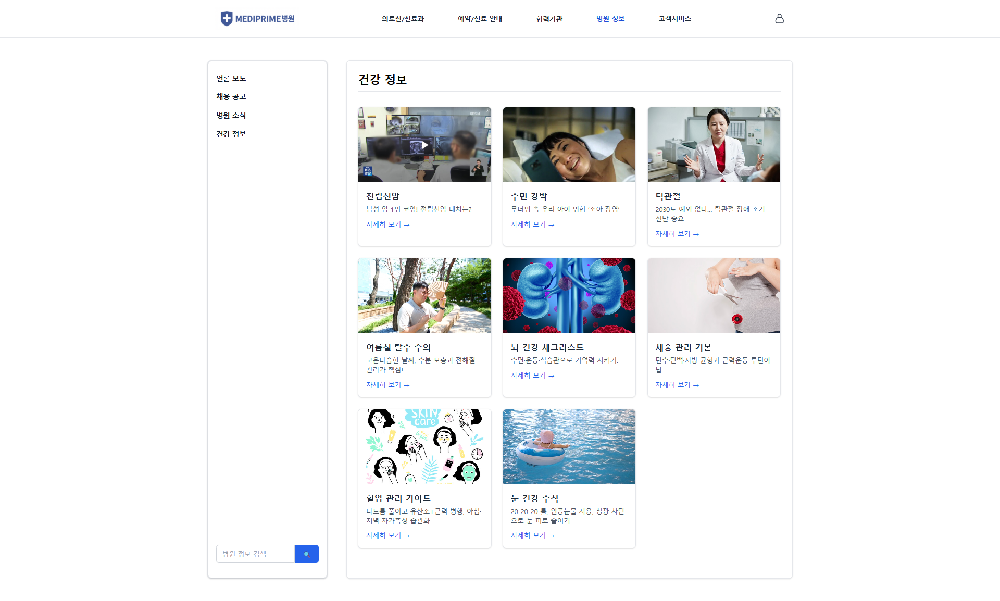 MEDIPRIME병원
의료진/진료과
예약/진료 안내
협력기관
병원 정보
고객서비스
언론 보도
채용 공고
병원 소식
건강 정보
병원 정보 검색
건강 정보
KBS
뉴스
광장
전립선암
남성 암 1위 코앞! 전립선암 대처는?
자세히 보기 →
수면 강박
무더위 속 우리 아이 위협 ‘소아 장염’
자세히 보기 →
턱관절
2030도 예외 없다... 턱관절 장애 조기
진단 중요
자세히 보기 →
여름철 탈수 주의
고온다습한 날씨, 수분 보충과 전해질
관리가 핵심!
자세히 보기 →
뇌 건강 체크리스트
수면·운동·식습관으로 기억력 지키기.
자세히 보기 →
체중 관리 기본
탄수·단백·지방 균형과 근력운동 루틴이
답.
자세히 보기 →
SKIN
care
Organic
혈압 관리 가이드
나트륨 줄이고 유산소+근력 병행, 아침·
저녁 자가측정 습관화.
자세히 보기 →
눈 건강 수칙
20-20-20 룰, 인공눈물 사용, 청광 차단
으로 눈 피로 줄이기.
자세히 보기 →